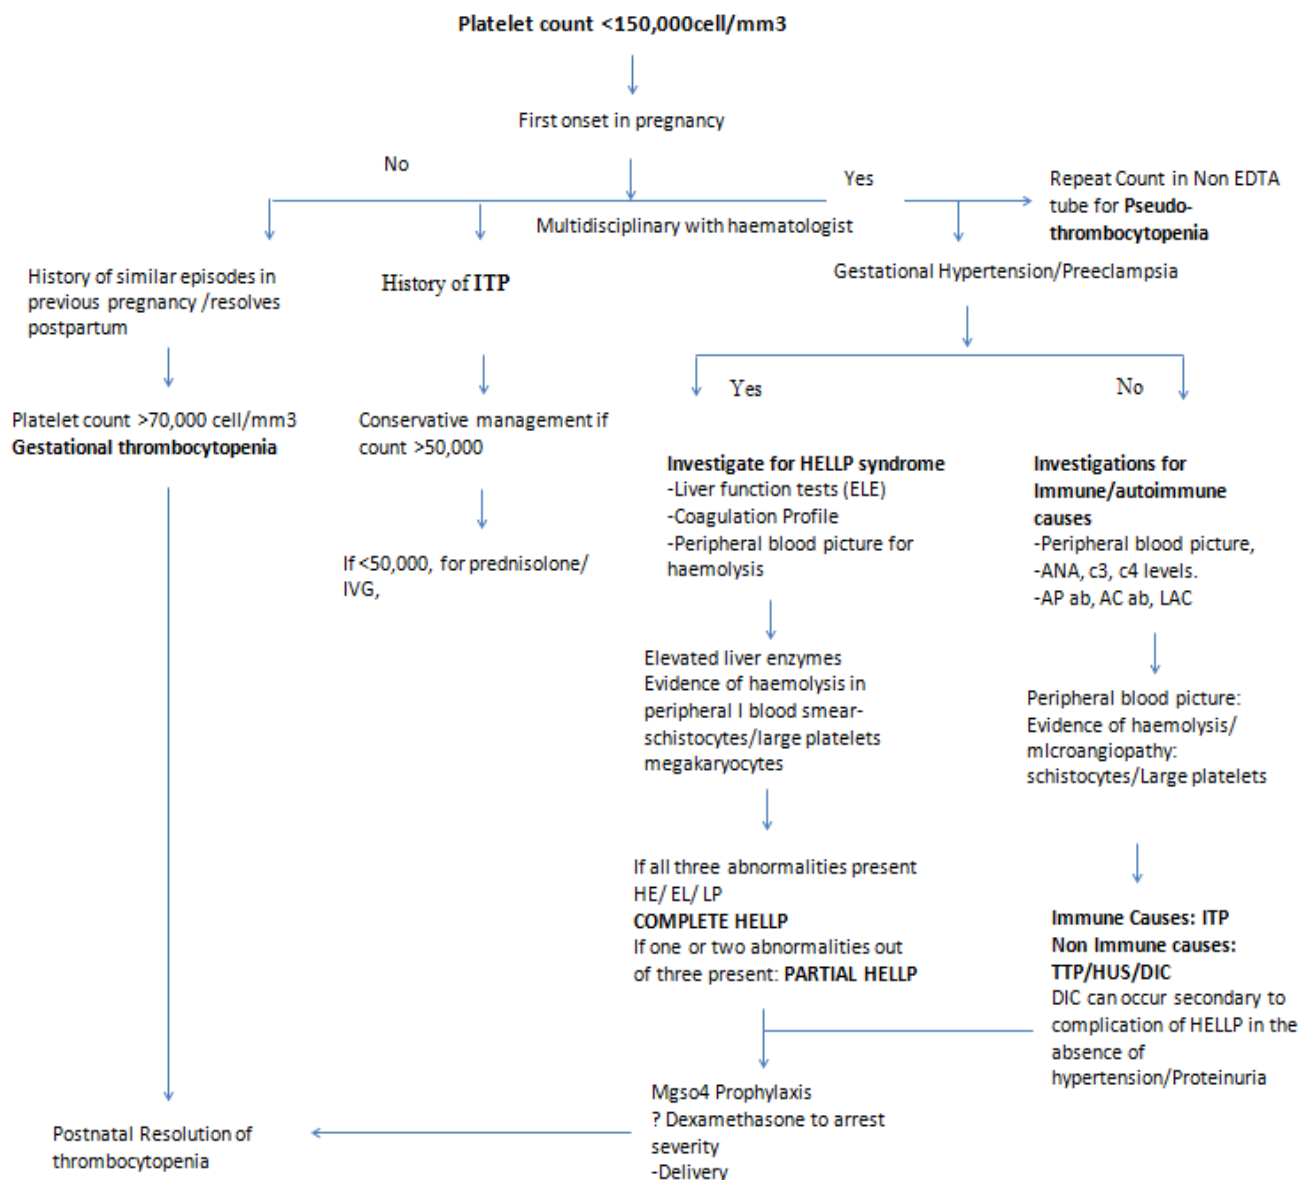 Platelet count <150,000cell/mm3
First onset in pregnancy
No
Yes
Repeat Count in Non EDTA
tube for Pseudo-
thrombocytopenia
Multidisciplinary with haematologist
History of similar episodes in
previous pregnancy /resolves
postpartum
History of ITP
Gestational Hypertension/Preeclampsia
Yes
No
Platelet count >70,000 cell/mm3
Gestational thrombocytopenia
Conservative management if
count >50,000
If <50,000, for prednisolone/
IVG,
Investigate for HELLP syndrome
-Liver function tests (ELE)
-Coagulation Profile
-Peripheral blood picture for
haemolysis
Investigations for
Immune/autoimmune
causes
-Peripheral blood picture,
-ANA, c3, c4 levels.
-AP ab, AC ab, LAC
Elevated liver enzymes
Evidence of haemolysis in
peripheral l blood smear-
schistocytes/large platelets
megakaryocytes
Peripheral blood picture:
Evidence of haemolysis/
mIcroangiopathy:
schistocytes/Large platelets
If all three abnormalities present
HE/ EL/ LP
COMPLETE HELLP
If one or two abnormalities out
of three present: PARTIAL HELLP
Immune Causes: ITP
Non Immune causes:
TTP/HUS/DIC
DIC can occur secondary to
complication of HELLP in the
absence of
hypertension/Proteinuria
Mgso4 Prophylaxis
? Dexamethasone to arrest
severity
-Delivery
Postnatal Resolution of
thrombocytopenia